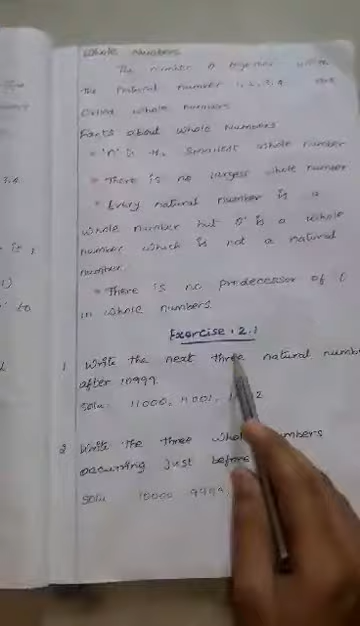 Whole Numbers
The number 0 together with
the natural number 1, 2, 3, 4 are
called whole numbers
Facts about whole numbers
"0" is the smallest whole number
There is no largest whole number
Every natural number is a
whole number but 0' is a whole
number which is not a natural
number.
There is no predecessor of 0
in whole numbers
Exercise: 2.1
1 Write the next three natural numb
after 10999.
Solu: 11000, 11001,
2 Write the three whole numbers
occurring Just before
Solu 10000 9999